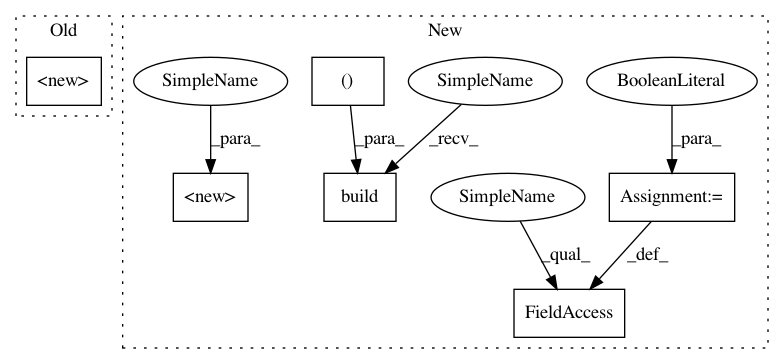 Old
New
<new>
SimpleName
()
SimpleName
BooleanLiteral
_para_
_para_
_recv_
_para_
<new>
build
SimpleName
Assignment:=
_qual_
_def_
FieldAccess